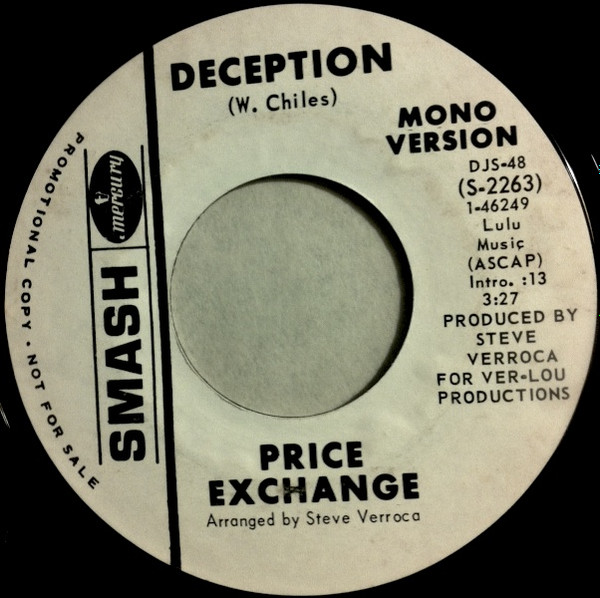 DECEPTION
(W. Chiles)
MONO
VERSION
DJS-48
(S-2263)
1-46249
Lulu
Music
(ASCAP)
Intro. :13
3:27
PRODUCED BY
STEVE
VERROCA
FOR VER-LOU
PRODUCTIONS
PROMOTIONAL COPY · NOT FOR SALE
mercury
SMASH
PRICE
EXCHANGE
Arranged by Steve Verroca